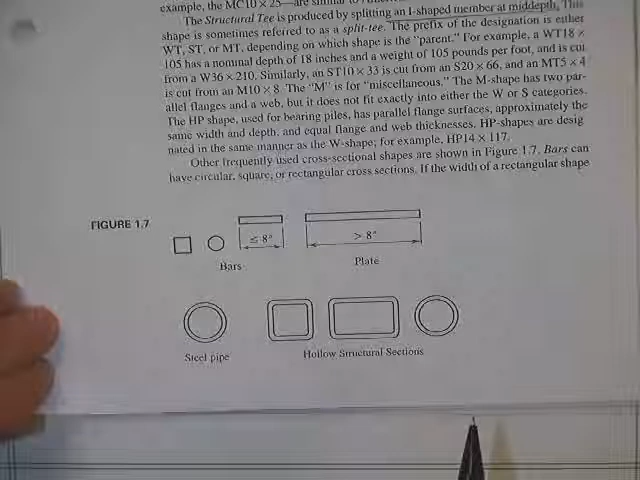 example, the MC10 × 25—are similar to
The Structural Tee is produced by splitting an I-shaped member at middepth. This
shape is sometimes referred to as a split-tee. The prefix of the designation is either
WT, ST, or MT, depending on which shape is the "parent." For example, a WT18 ×
105 has a nominal depth of 18 inches and a weight of 105 pounds per foot, and is cut
from a W36 × 210. Similarly, an ST10 × 33 is cut from an S20 × 66, and an MT5 × 4
is cut from an M10 × 8. The "M" is for "miscellaneous." The M-shape has two par-
allel flanges and a web, but it does not fit exactly into either the W or S categories.
The HP shape, used for bearing piles, has parallel flange surfaces, approximately the
same width and depth, and equal flange and web thicknesses. HP-shapes are desig
nated in the same manner as the W-shape; for example, HP14 × 117.
Other frequently used cross-sectional shapes are shown in Figure 1.7. Bars can
have circular, square, or rectangular cross sections. If the width of a rectangular shape
FIGURE 1.7
≤ 8"
> 8"
Bars
Plate
Steel pipe
Hollow Structural Sections